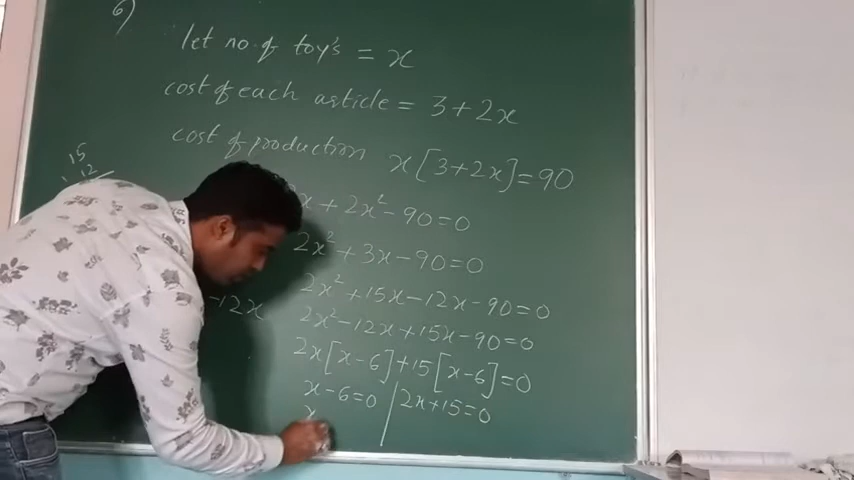 6)
let no. of toy's = x
cost of each article = 3+2x
cost of production x[3+2x]=90
15
12
x + 2x² - 90=0
2x² + 3x - 90=0
2x² + 15x - 12x - 90=0
-12x
2x² - 12x + 15x - 90=0
2x[x-6] + 15[x-6]=0
x-6=0 | 2x+15=0
x